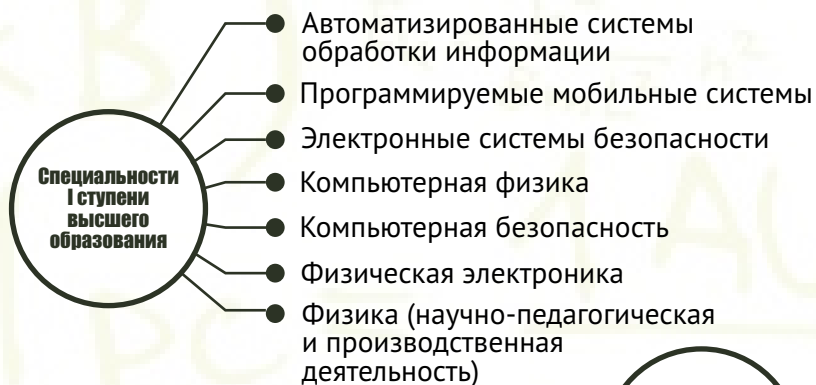 Специальности
I ступени
высшего
образования
Автоматизированные системы
обработки информации
Программируемые мобильные системы
Электронные системы безопасности
Компьютерная физика
Компьютерная безопасность
Физическая электроника
Физика (научно-педагогическая
и производственная
деятельность)